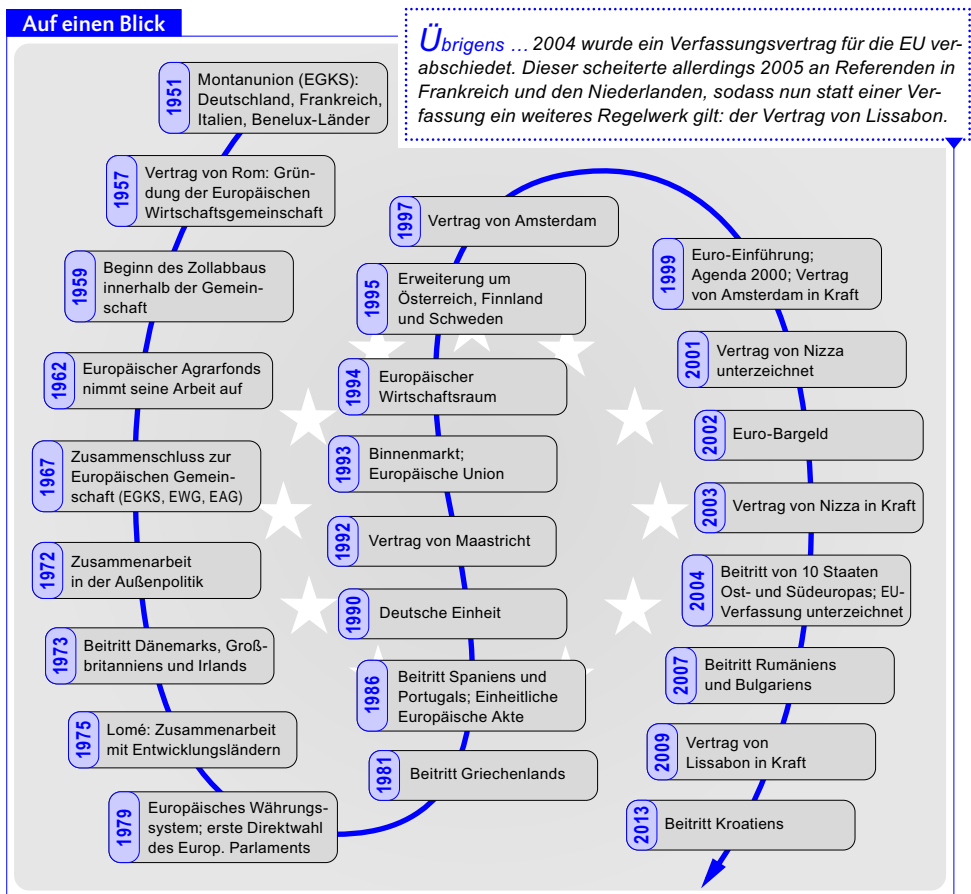 Auf einen Blick
Übrigens ... 2004 wurde ein Verfassungsvertrag für die EU ver-
abschiedet. Dieser scheiterte allerdings 2005 an Referenden in
Frankreich und den Niederlanden, sodass nun statt einer Ver-
fassung ein weiteres Regelwerk gilt: der Vertrag von Lissabon.
1951
Montanunion (EGKS):
Deutschland, Frankreich,
Italien, Benelux-Länder
1957
Vertrag von Rom: Grün-
dung der Europäischen
Wirtschaftsgemeinschaft
1959
Beginn des Zollabbaus
innerhalb der Gemein-
schaft
1962
Europäischer Agrarfonds
nimmt seine Arbeit auf
1967
Zusammenschluss zur
Europäischen Gemein-
schaft (EGKS, EWG, EAG)
1972
Zusammenarbeit
in der Außenpolitik
1973
Beitritt Dänemarks, Groß-
britanniens und Irlands
1975
Lomé: Zusammenarbeit
mit Entwicklungsländern
1979
Europäisches Währungs-
system; erste Direktwahl
des Europ. Parlaments
1981
Beitritt Griechenlands
1986
Beitritt Spaniens und
Portugals; Einheitliche
Europäische Akte
1990
Deutsche Einheit
1992
Vertrag von Maastricht
1993
Binnenmarkt;
Europäische Union
1994
Europäischer
Wirtschaftsraum
1995
Erweiterung um
Österreich, Finnland
und Schweden
1997
Vertrag von Amsterdam
1999
Euro-Einführung;
Agenda 2000; Vertrag
von Amsterdam in Kraft
2001
Vertrag von Nizza
unterzeichnet
2002
Euro-Bargeld
2003
Vertrag von Nizza in Kraft
2004
Beitritt von 10 Staaten
Ost- und Südeuropas; EU-
Verfassung unterzeichnet
2007
Beitritt Rumäniens
und Bulgariens
2009
Vertrag von
Lissabon in Kraft
2013
Beitritt Kroatiens